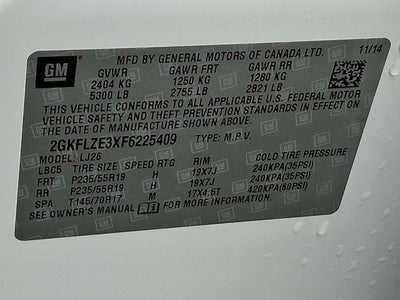 GM
MFD BY GENERAL MOTORS OF CANADA LTD.
11/14
GVWR GAWR FRT GAWR RR
2404 KG 1250 KG 1280 KG
5300 LB 2755 LB 2821 LB
THIS VEHICLE CONFORMS TO ALL APPLICABLE U.S. FEDERAL MOTOR
VEHICLE SAFETY AND THEFT PREVENTION STANDARDS IN EFFECT ON
THE DATE OF MANUFACTURE SHOWN ABOVE.
2GKFLZE3XF6225409 TYPE: M.P.V.
MODEL: LJ26
LBC5 TIRE SIZE SPEED RTG RIM COLD TIRE PRESSURE
FRT P235/55R19 H 19X7J 240KPA(35PSI)
RR P235/55R19 H 19X7J 240KPA(35PSI)
SPA T145/70R17 M 17X4.5T 420KPA(60PSI)
SEE OWNER'S MANUAL FOR MORE INFORMATION.